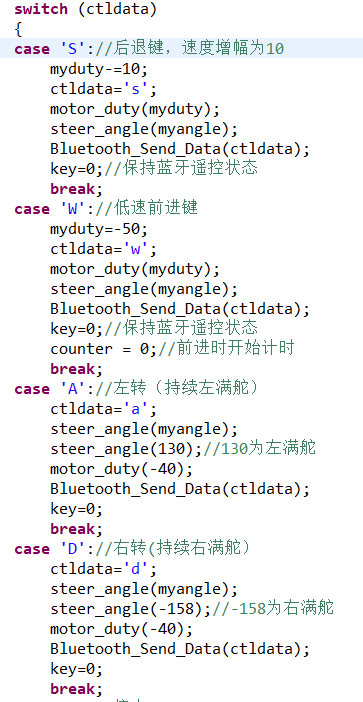 switch (ctldata)
{
case 'S'://后退键，速度增幅为10
myduty-=10;
ctldata='s';
motor_duty(myduty);
steer_angle(myangle);
Bluetooth_Send_Data(ctldata);
key=0;//保持蓝牙遥控状态
break;
case 'W'://低速前进键
myduty=-50;
ctldata='w';
motor_duty(myduty);
steer_angle(myangle);
Bluetooth_Send_Data(ctldata);
key=0;//保持蓝牙遥控状态
counter = 0;//前进时开始计时
break;
case 'A'://左转（持续左满舵）
ctldata='a';
steer_angle(myangle);
steer_angle(130);//130为左满舵
motor_duty(-40);
Bluetooth_Send_Data(ctldata);
key=0;
break;
case 'D'://右转(持续右满舵）
ctldata='d';
steer_angle(myangle);
steer_angle(-158);//-158为右满舵
motor_duty(-40);
Bluetooth_Send_Data(ctldata);
key=0;
break;